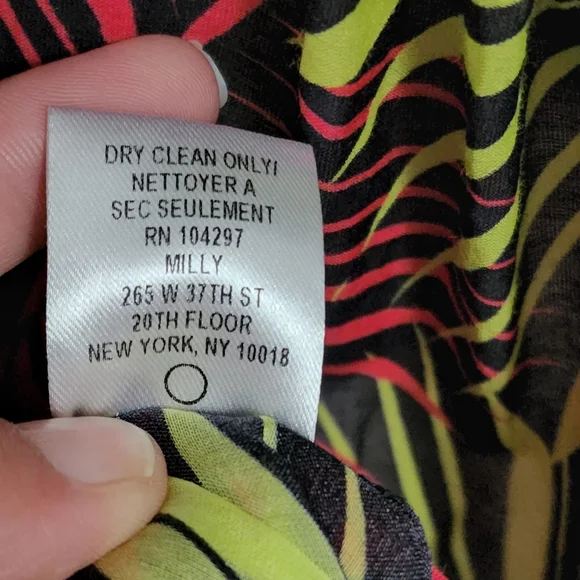 DRY CLEAN ONLY/
NETTOYER A
SEC SEULEMENT
RN 104297
MILLY
265 W 37TH ST
20TH FLOOR
NEW YORK, NY 10018